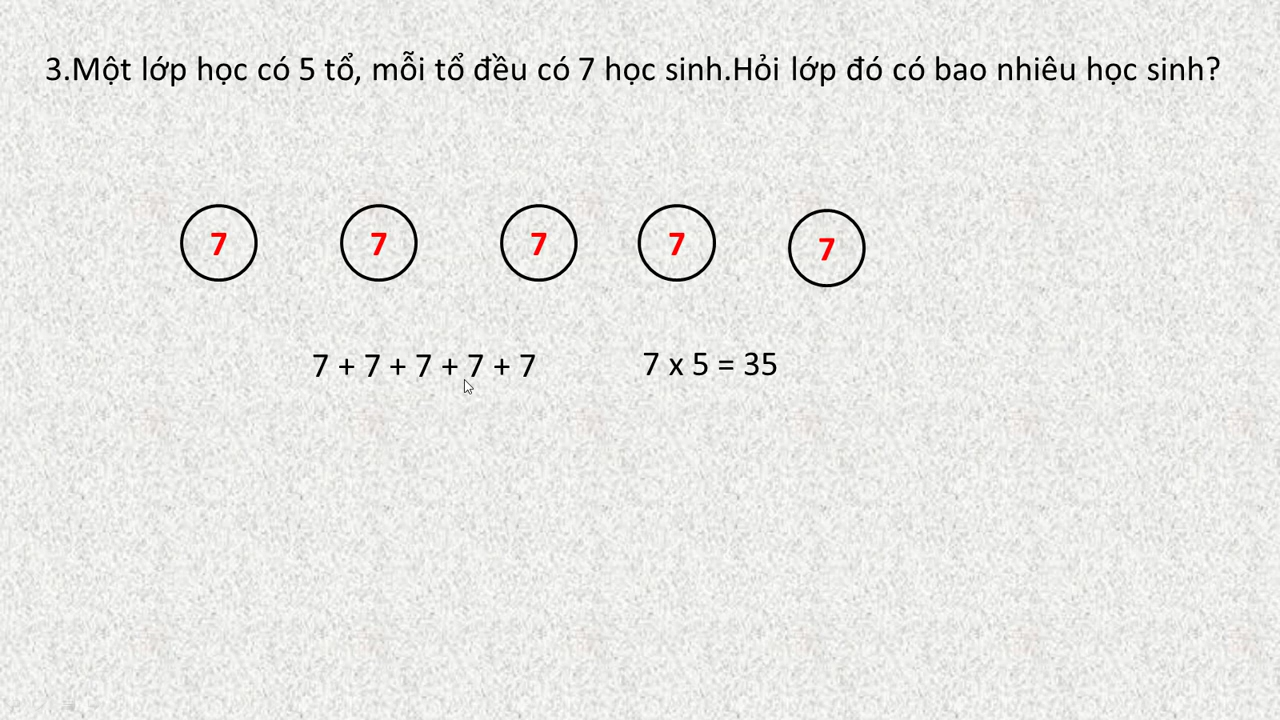 3.Một lớp học có 5 tổ, mỗi tổ đều có 7 học sinh.Hỏi lớp đó có bao nhiêu học sinh?
7 7 7 7 7
7 + 7 + 7 + 7 + 7 7 x 5 = 35